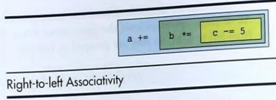 a += b *= c -= 5
Right-to-left Associativity